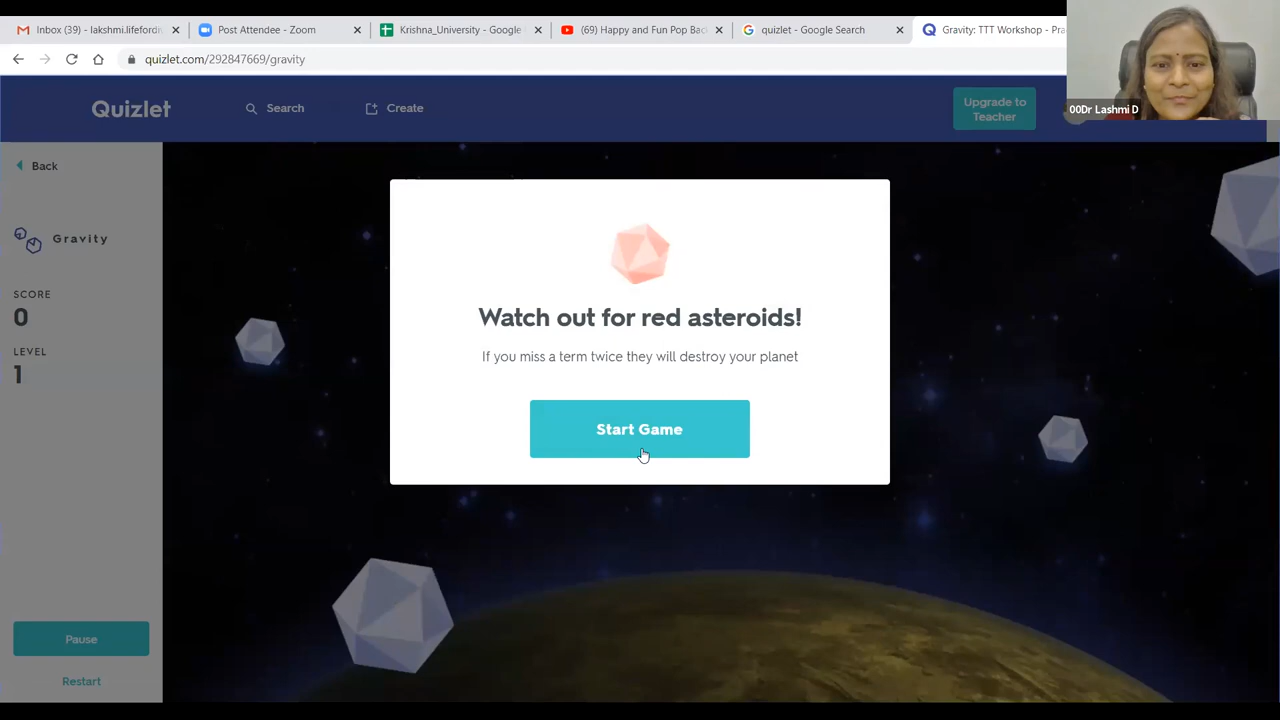 Inbox (39) - lakshmi.lifefordi
Post Attendee - Zoom
Krishna_University - Google
(69) Happy and Fun Pop Bac
quizlet - Google Search
Gravity: TTT Workshop - Pra
quizlet.com/292847669/gravity
00Dr Lashmi D
Quizlet
Search
Create
Upgrade to
Teacher
Back
Gravity
SCORE
0
LEVEL
1
Watch out for red asteroids!
If you miss a term twice they will destroy your planet
Start Game
Pause
Restart